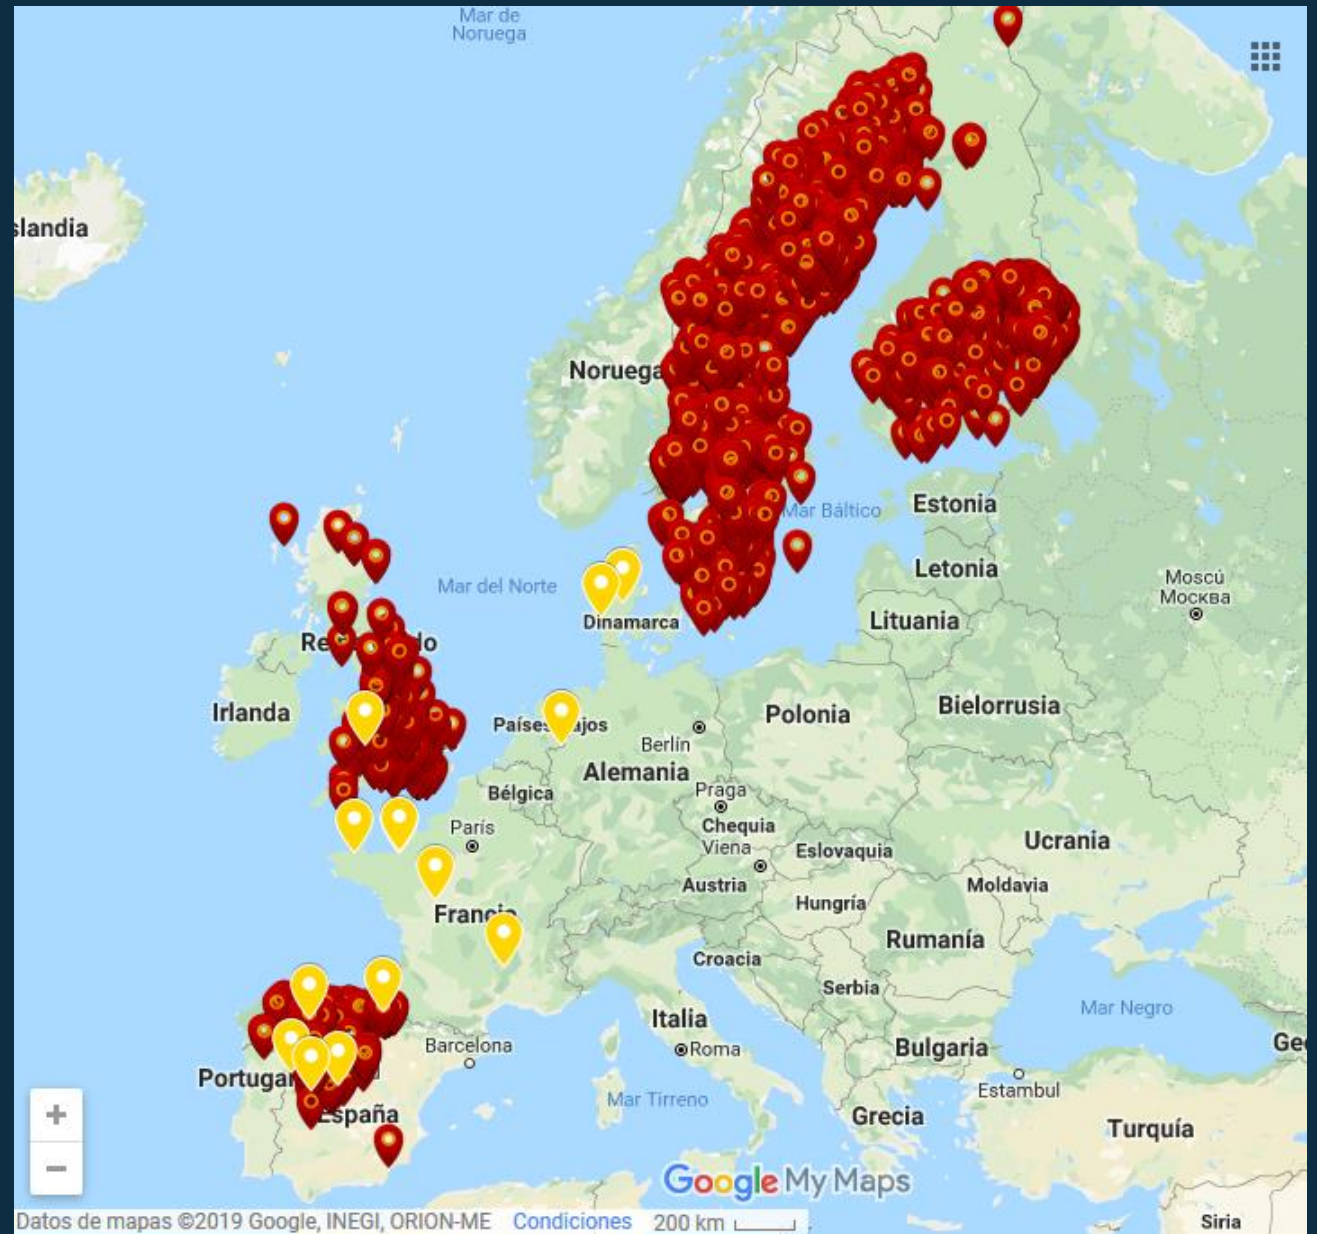 Mar de
Noruega
slandia
Noruega
Estonia
Mar Báltico
Letonia
Mar del Norte
Moscú
Москва
Dinamarca
Lituania
Irlanda
Bielorrusia
Polonia
Berlín
Alemania
Praga
Bélgica
París
Chequia
Viena
Eslovaquia
Ucrania
Austria
Moldavia
Hungría
Francia
Rumanía
Croacia
Serbia
Mar Negro
Italia
Roma
Barcelona
Bulgaria
Ge
Portugal
Estambul
España
Mar Tirreno
Grecia
Turquía
Google My Maps
Datos de mapas ©2019 Google, INEGI, ORION-ME Condiciones 200 km
Siria